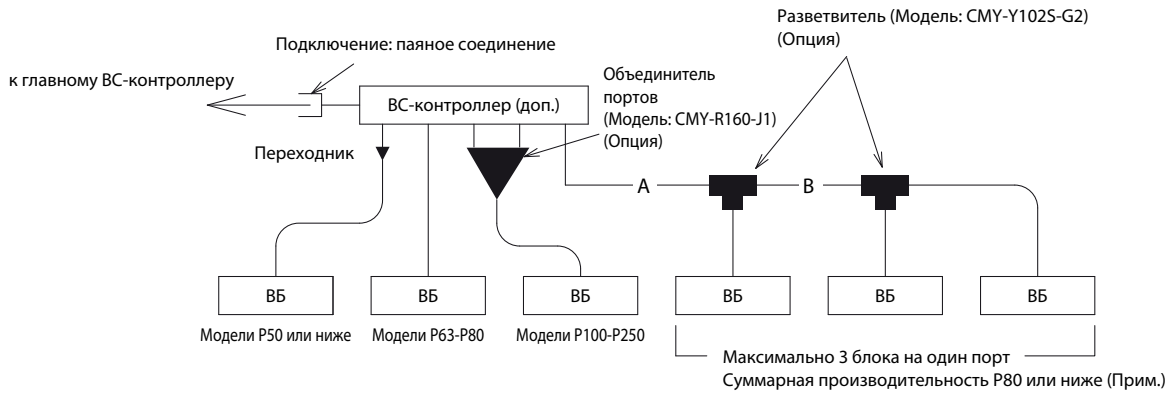 Разветвитель (Модель: CMY-Y102S-G2)
(Опция)
Подключение: паяное соединение
к главному ВС-контроллеру
Объединитель
портов
(Модель: CMY-R160-J1)
(Опция)
ВС-контроллер (доп.)
Переходник
A
B
ВБ
ВБ
ВБ
ВБ
ВБ
ВБ
Модели P50 или ниже
Модели P63-P80
Модели P100-P250
Максимально 3 блока на один порт
Суммарная производительность P80 или ниже (Прим.)